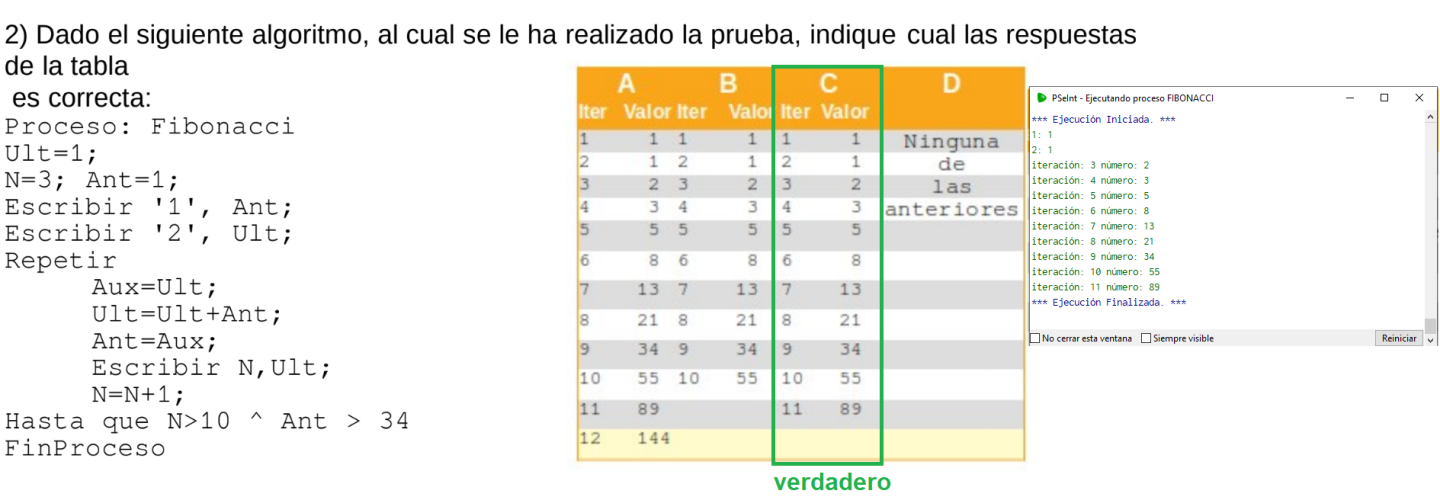 2) Dado el siguiente algoritmo, al cual se le ha realizado la prueba, indique cual las respuestas
de la tabla
es correcta:
Proceso: Fibonacci
Ult=1;
N=3; Ant=1;
Escribir '1', Ant;
Escribir '2', Ult;
Repetir
Aux=Ult;
Ult=Ult+Ant;
Ant=Aux;
Escribir N,Ult;
N=N+1;
Hasta que N>10 ^ Ant > 34
FinProceso
A B C D
Iter Valor Iter Valor Iter Valor
1 1 1 1 1 1 Ninguna
2 1 2 1 2 1 de
3 2 3 2 3 2 las
4 3 4 3 4 3 anteriores
5 5 5 5 5 5
6 8 6 8 6 8
7 13 7 13 7 13
8 21 8 21 8 21
9 34 9 34 9 34
10 55 10 55 10 55
11 89 11 89
12 144
verdadero
PSeInt - Ejecutando proceso FIBONACCI
*** Ejecución Iniciada. ***
1: 1
2: 1
iteración: 3 número: 2
iteración: 4 número: 3
iteración: 5 número: 5
iteración: 6 número: 8
iteración: 7 número: 13
iteración: 8 número: 21
iteración: 9 número: 34
iteración: 10 número: 55
iteración: 11 número: 89
*** Ejecución Finalizada. ***
No cerrar esta ventana Siempre visible Reiniciar